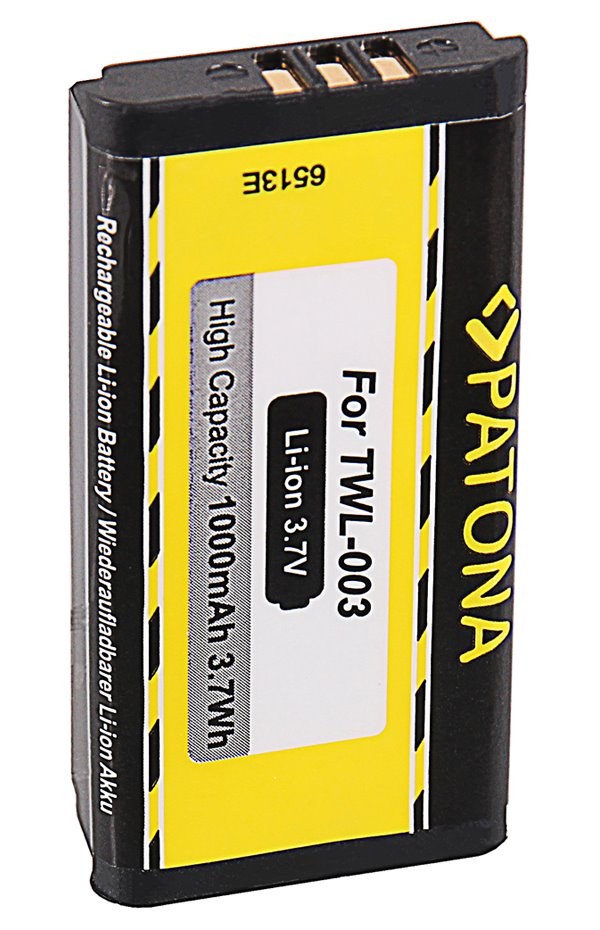 PATONA
For TWL-003
Li-ion 3.7V
High Capacity 1000mAh 3.7Wh
Rechargeable Li-ion Battery / Wiederaufladbarer Li-ion Akku
6513E